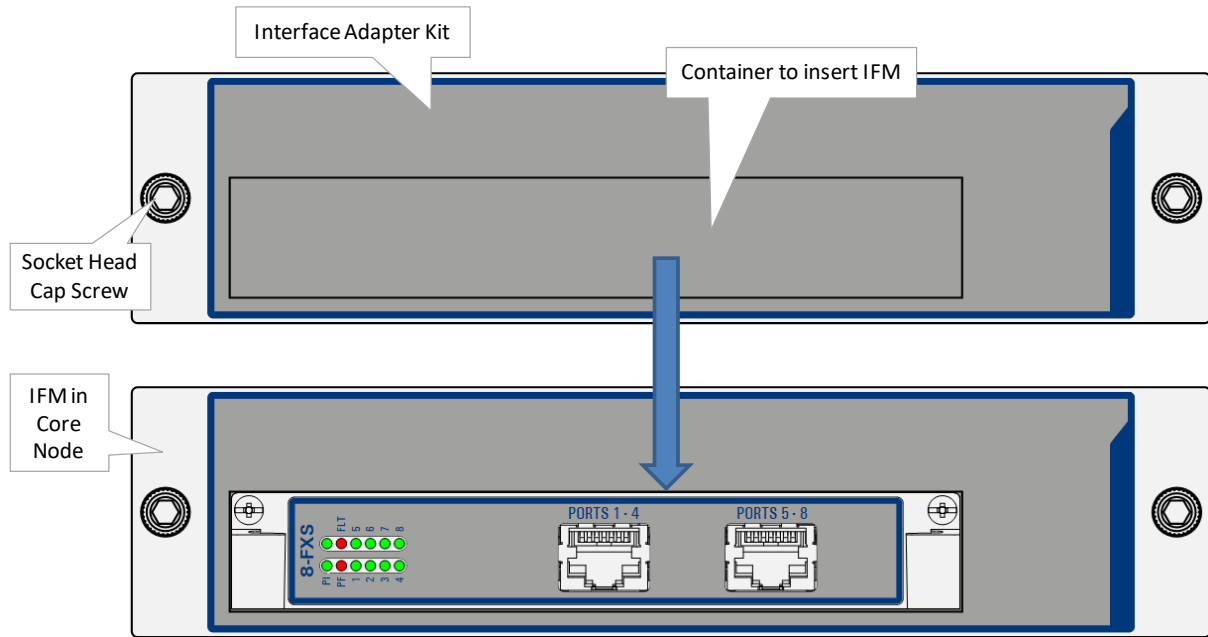 Interface Adapter Kit
Container to insert IFM
Socket Head
Cap Screw
IFM in
Core
Node
8-FXS
FLT 5 6 7 8
PI PF 1 2 3 4
PORTS 1 - 4
PORTS 5 - 8